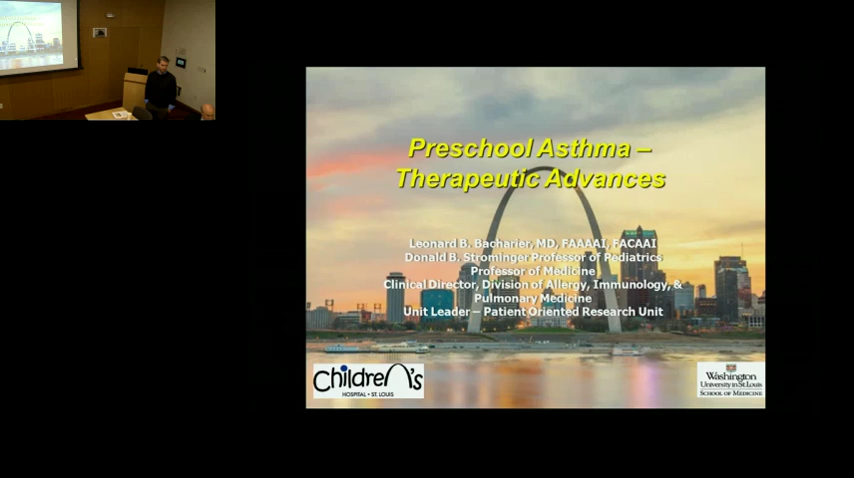 Preschool Asthma –
Therapeutic Advances
Leonard B. Bacharier, MD, FAAAAI, FACAAI
Donald B. Strominger Professor of Pediatrics
Professor of Medicine
Clinical Director, Division of Allergy, Immunology, &
Pulmonary Medicine
Unit Leader – Patient Oriented Research Unit
Children's
HOSPITAL • ST. LOUIS
Washington
University in St. Louis
SCHOOL OF MEDICINE